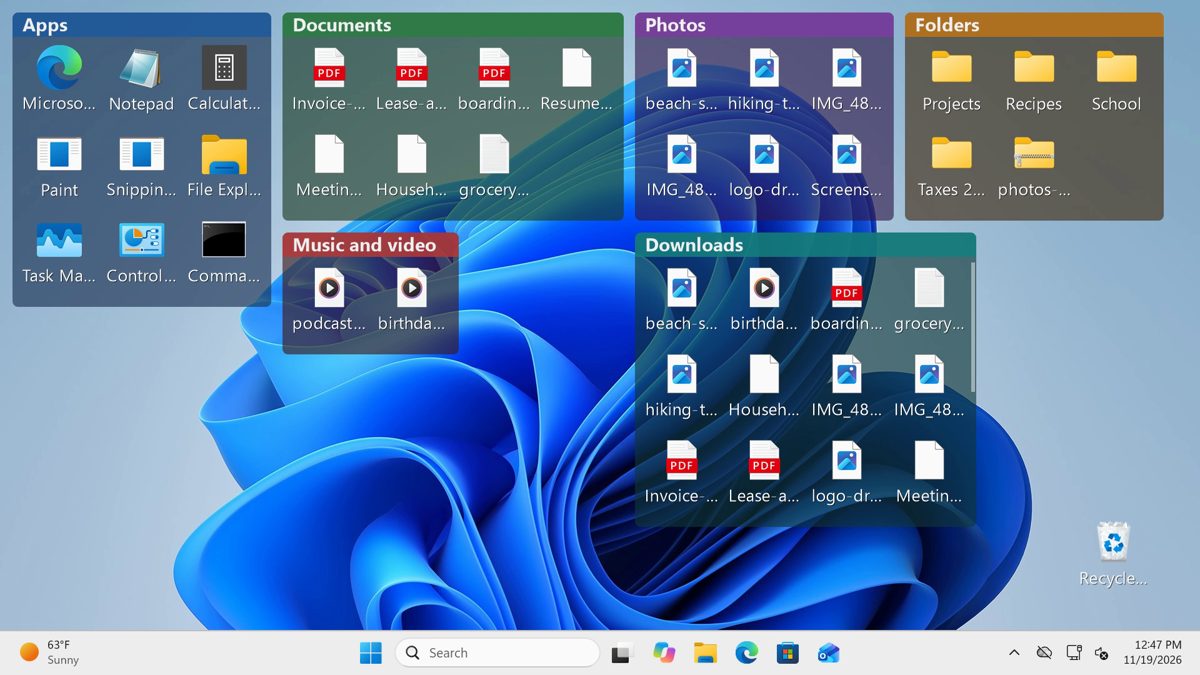 Apps
Microso...
Notepad
Calculat...
Paint
Snippin...
File Expl...
Task Ma...
Control...
Comma...
Documents
PDF
PDF
PDF
Invoice-...
Lease-a...
boardin...
Resume...
Meetin...
Househ...
grocery...
Photos
beach-s...
hiking-t...
IMG_48...
IMG_48...
logo-dr...
Screens...
Folders
Projects
Recipes
School
Taxes 2...
photos-...
Music and video
podcast...
birthda...
Downloads
PDF
beach-s...
birthda...
boardin...
grocery...
hiking-t...
Househ...
IMG_48...
IMG_48...
PDF
PDF
Invoice-...
Lease-a...
logo-dr...
Meetin...
Recycle...
63°F
Sunny
Search
12:47 PM
11/19/2026